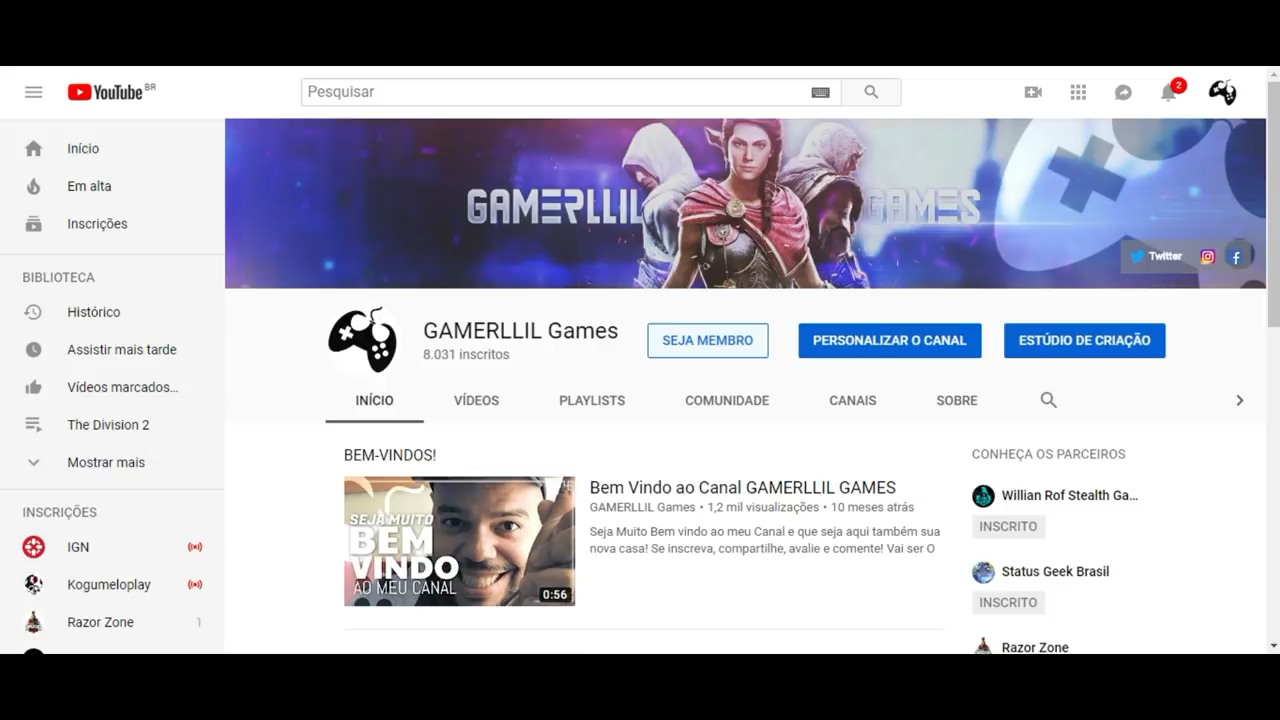 YouTube BR
Pesquisar
2
Início
Em alta
Inscrições
BIBLIOTECA
Histórico
Assistir mais tarde
Vídeos marcados...
The Division 2
Mostrar mais
INSCRIÇÕES
IGN
Kogumeloplay
Razor Zone 1
GAMERLLIL GAMES
Twitter
GAMERLLIL Games
8.031 inscritos
SEJA MEMBRO
PERSONALIZAR O CANAL
ESTÚDIO DE CRIAÇÃO
INÍCIO VÍDEOS PLAYLISTS COMUNIDADE CANAIS SOBRE
BEM-VINDOS!
SEJA MUITO
BEM
VINDO
AO MEU CANAL
0:56
Bem Vindo ao Canal GAMERLLIL GAMES
GAMERLLIL Games • 1,2 mil visualizações • 10 meses atrás
Seja Muito Bem vindo ao meu Canal e que seja aqui também sua
nova casa! Se inscreva, compartilhe, avalie e comente! Vai ser O
CONHEÇA OS PARCEIROS
Willian Rof Stealth Ga...
INSCRITO
Status Geek Brasil
INSCRITO
Razor Zone